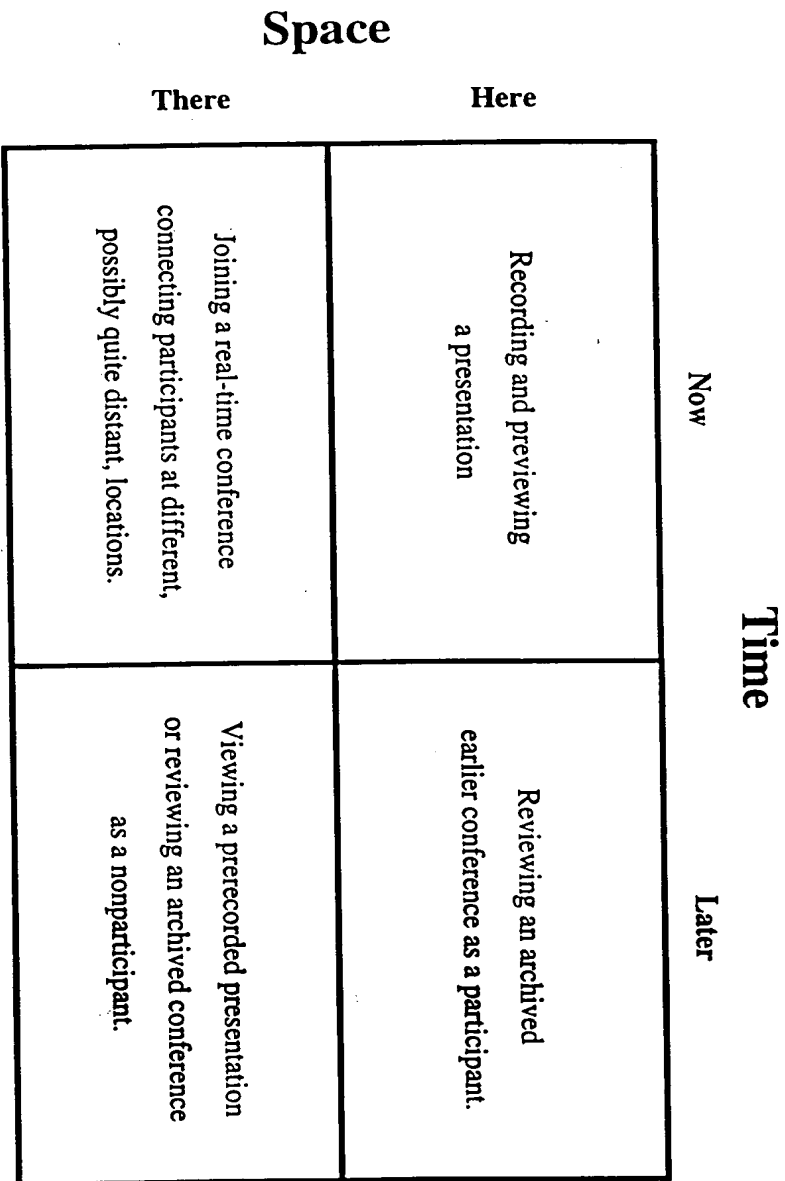 Time
Now
Later
Space
Here
Recording and previewing
a presentation
Reviewing an archived
earlier conference as a participant.
There
Joining a real-time conference
connecting participants at different,
possibly quite distant, locations.
Viewing a prerecorded presentation
or reviewing an archived conference
as a nonparticipant.